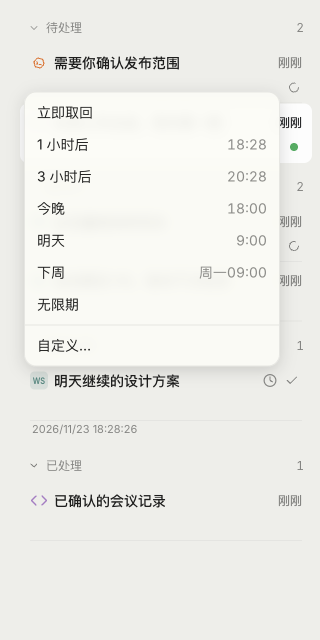 待处理 2
需要你确认发布范围 刚刚
刚刚
立即取回
1 小时后 18:28
3 小时后 20:28
2
今晚 18:00
刚刚
明天 9:00
下周 周一09:00
刚刚
无限期
自定义...
1
WS 明天继续的设计方案
2026/11/23 18:28:26
已处理 1
已确认的会议记录 刚刚